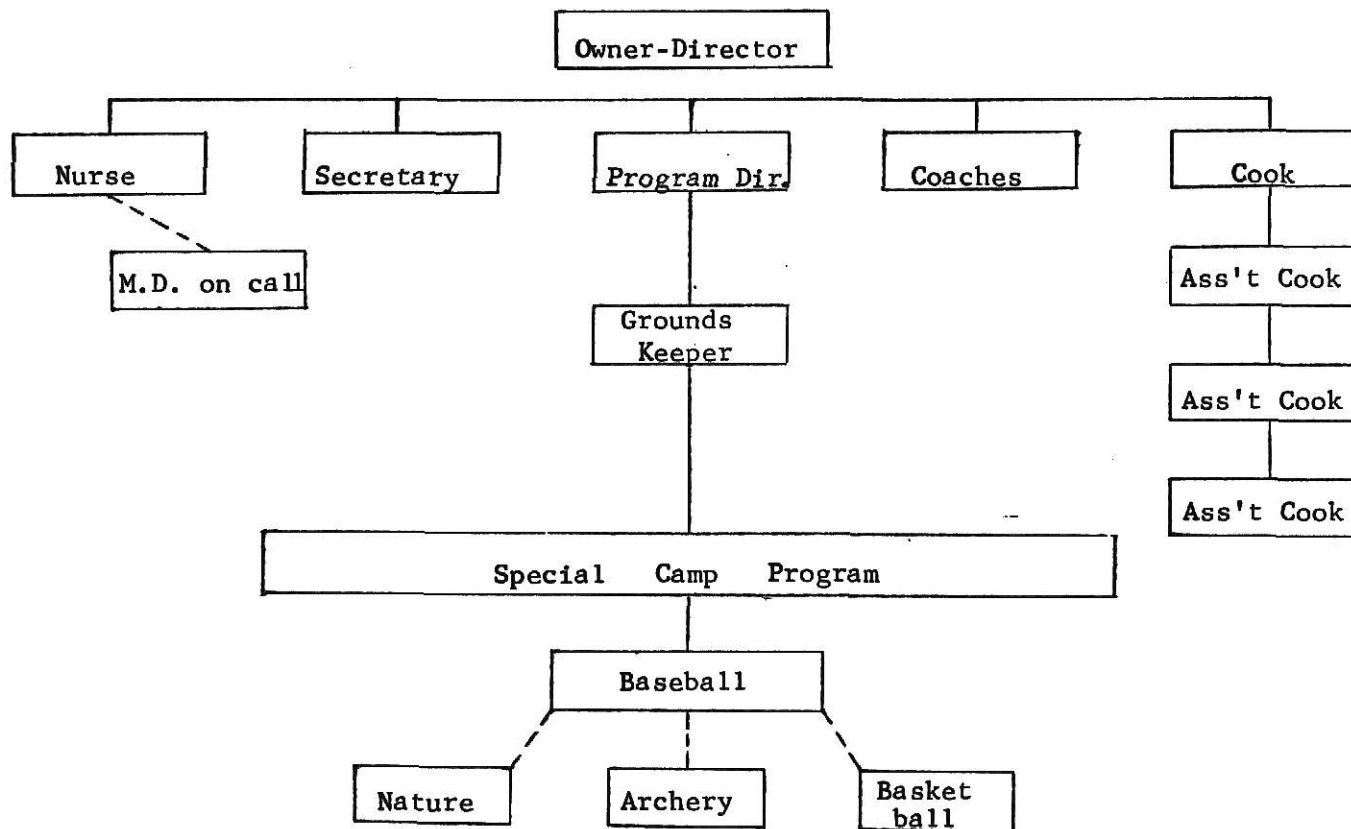 Owner-Director
Nurse
Secretary
Program Dir.
Coaches
Cook
M.D. on call
Ass't Cook
Grounds
Keeper
Ass't Cook
Ass't Cook
Special Camp Program
Baseball
Nature
Archery
Basket
ball